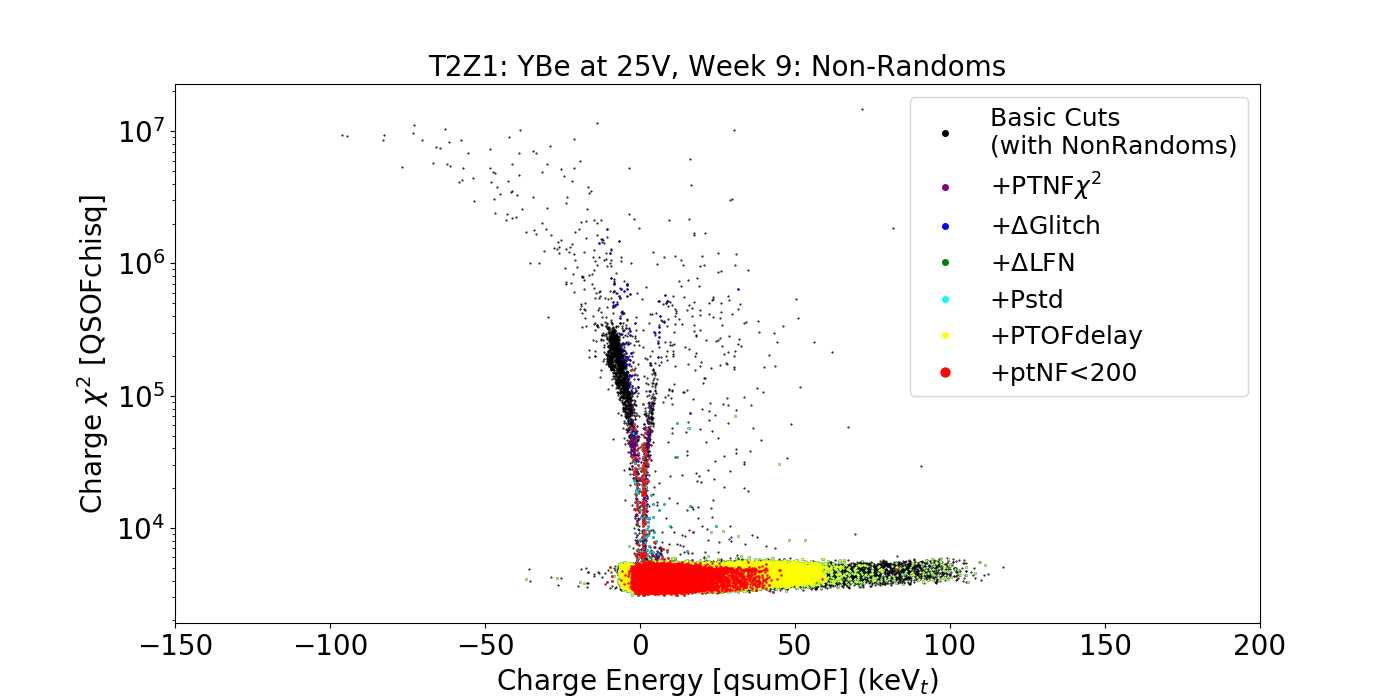 T2Z1: YBe at 25V, Week 9: Non-Randoms
Charge χ² [QSOFchisq]
10⁷
10⁶
10⁵
10⁴
Basic Cuts
(with NonRandoms)
+PTNFχ²
+ΔGlitch
+ΔLFN
+Pstd
+PTOFdelay
+ptNF<200
−150 −100 −50 0 50 100 150 200
Charge Energy [qsumOF] (keVₜ)